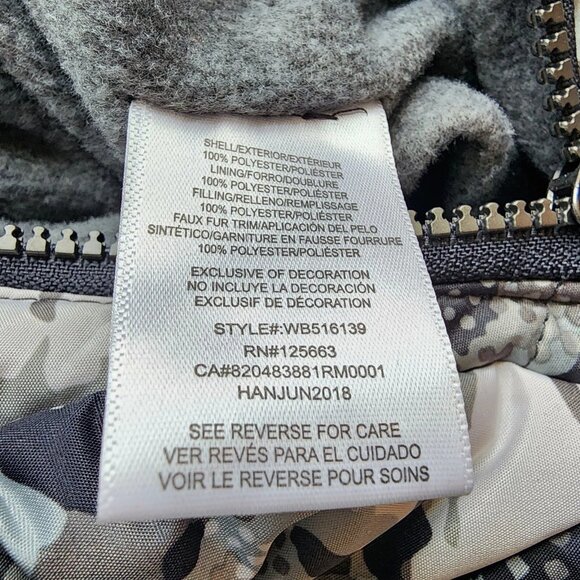 SHELL/EXTERIOR/EXTÉRIEUR
100% POLYESTER/POLIÉSTER
LINING/FORRO/DOUBLURE
100% POLYESTER/POLIÉSTER
FILLING/RELLENO/REMPLISSAGE
100% POLYESTER/POLIÉSTER
FAUX FUR TRIM/APLICACIÓN DEL PELO
SINTÉTICO/GARNITURE EN FAUSSE FOURRURE
100% POLYESTER/POLIÉSTER
EXCLUSIVE OF DECORATION
NO INCLUYE LA DECORACIÓN
EXCLUSIF DE DÉCORATION
STYLE#:WB516139
RN#125663
CA#820483881RM0001
HANJUN2018
SEE REVERSE FOR CARE
VER REVÉS PARA EL CUIDADO
VOIR LE REVERSE POUR SOINS